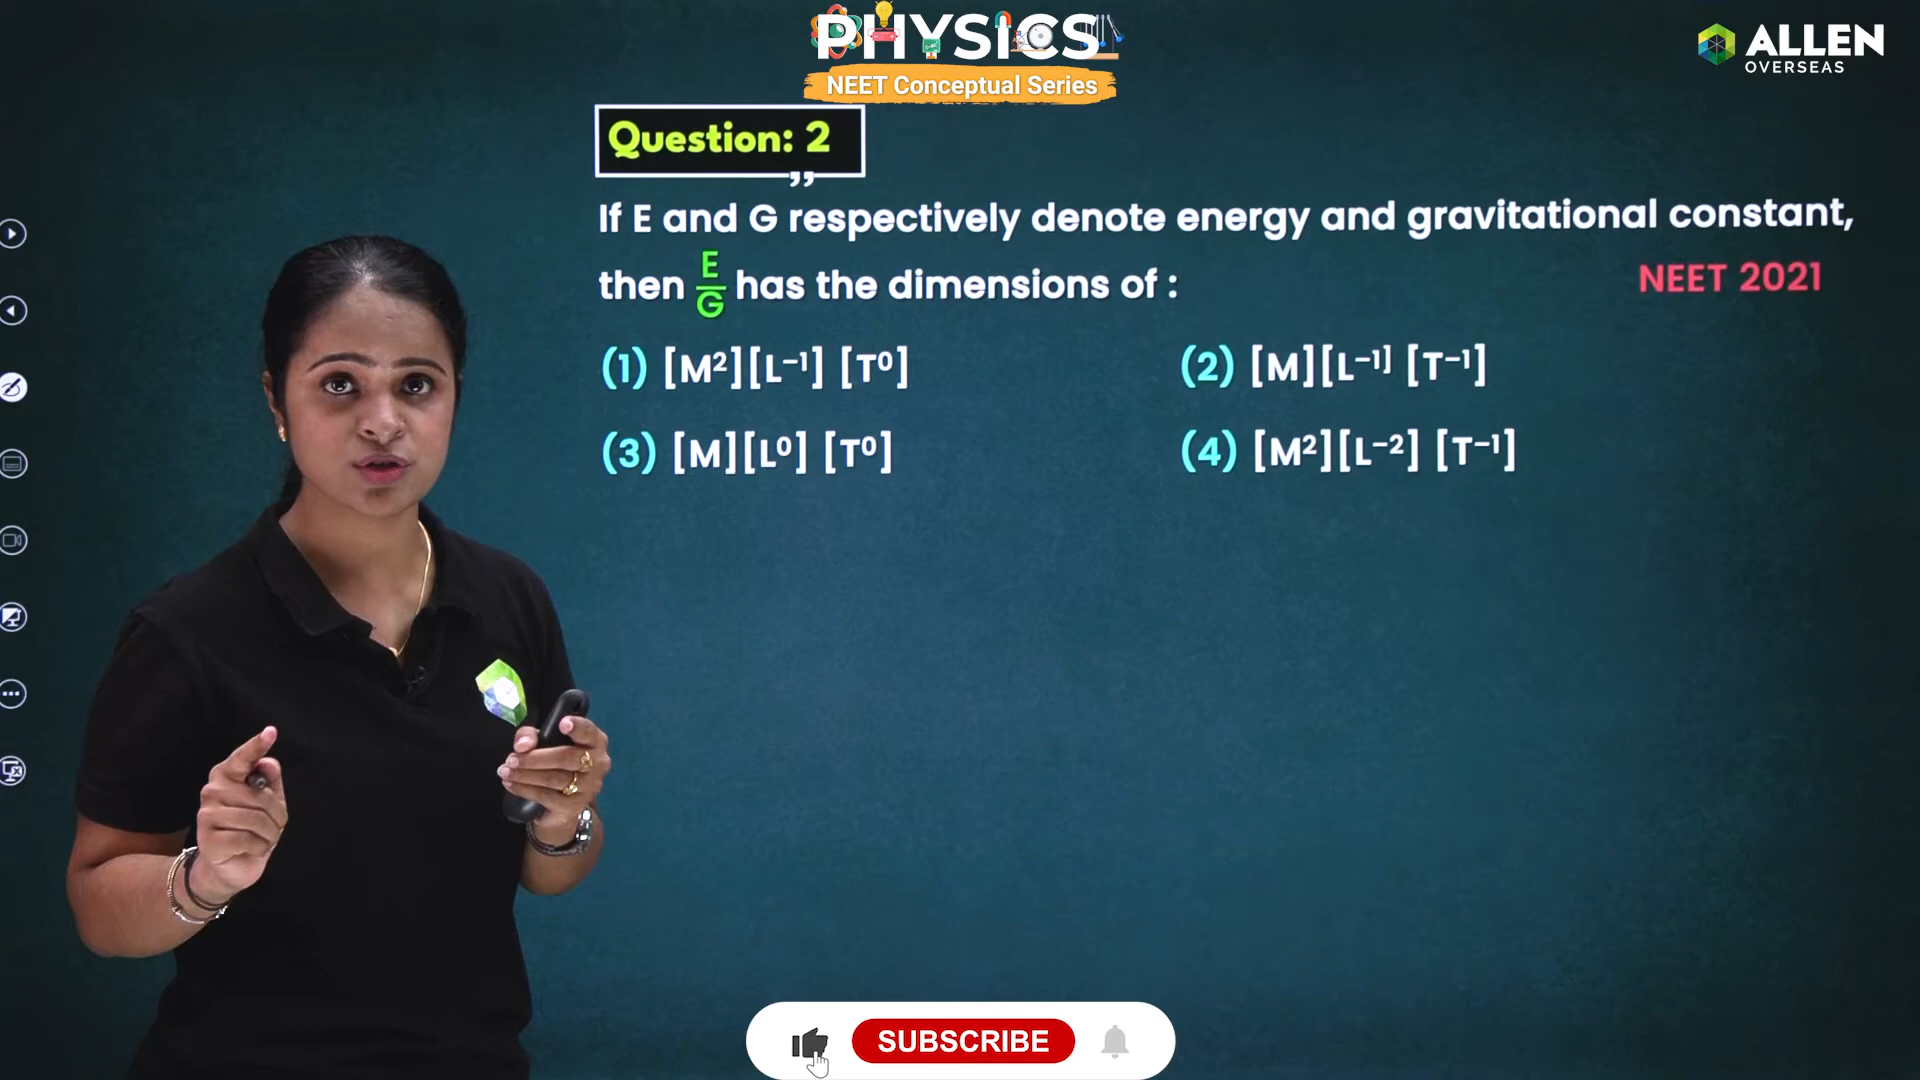 PHYSICS
NEET Conceptual Series
ALLEN
OVERSEAS
Question: 2
”
If E and G respectively denote energy and gravitational constant,
then E/G has the dimensions of :
NEET 2021
(1) [M²][L⁻¹] [T⁰]
(2) [M][L⁻¹] [T⁻¹]
(3) [M][L⁰] [T⁰]
(4) [M²][L⁻²] [T⁻¹]
SUBSCRIBE